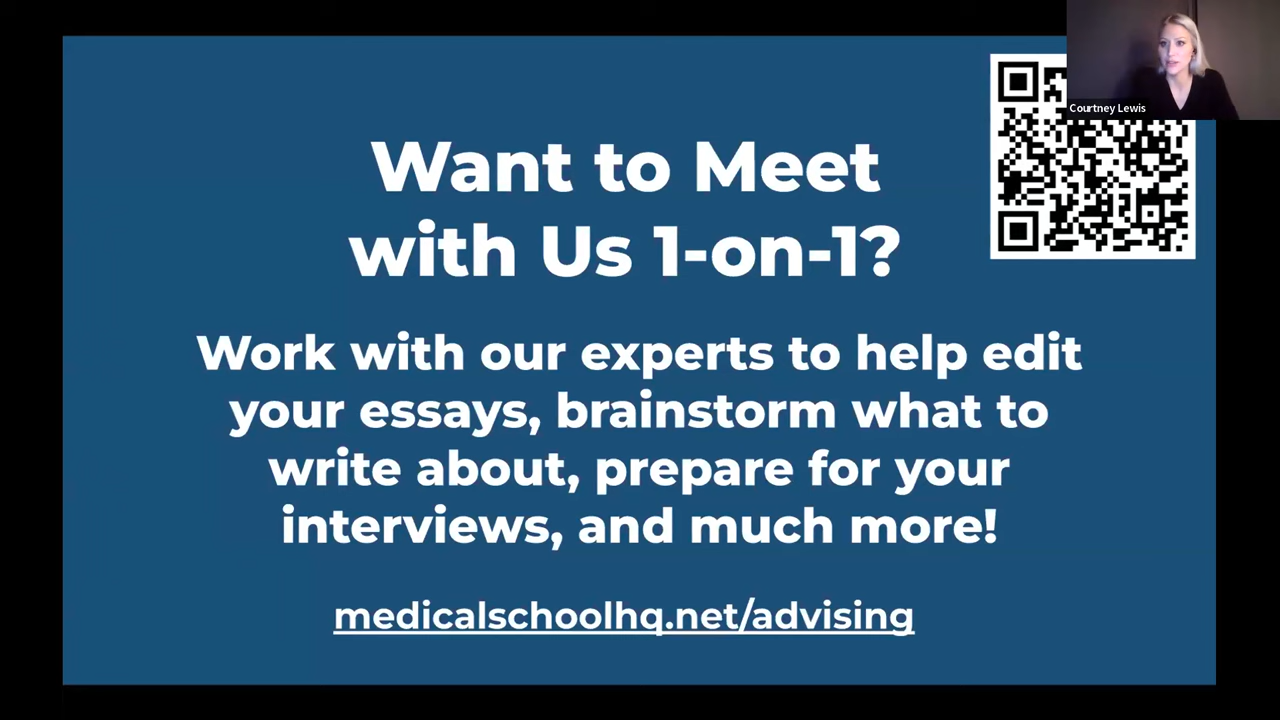 Courtney Lewis
Want to Meet
with Us 1-on-1?
Work with our experts to help edit
your essays, brainstorm what to
write about, prepare for your
interviews, and much more!
medicalschoolhq.net/advising